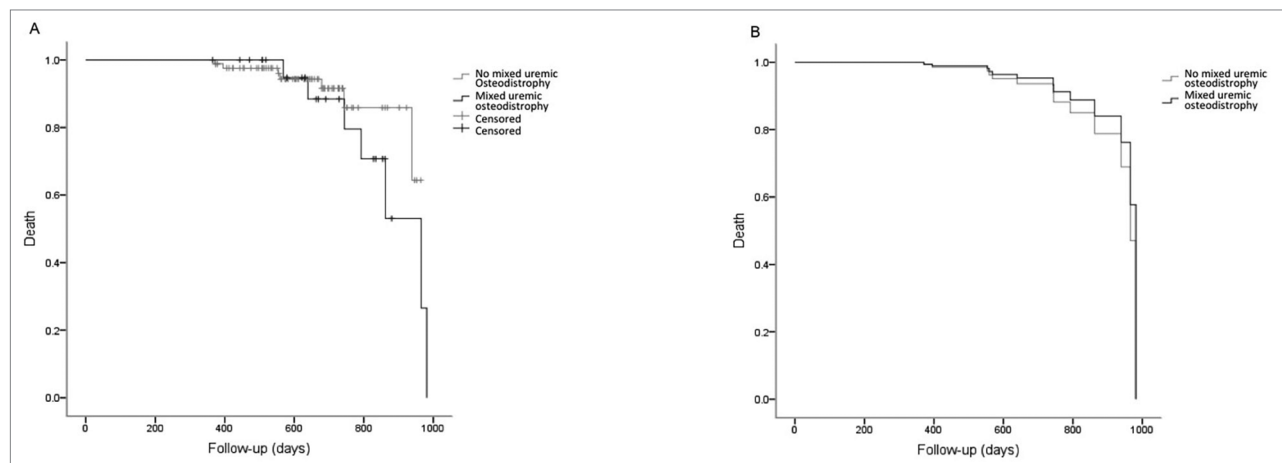 A
1.0
0.8
0.6
0.4
0.2
0.0
Death
0
200
400
600
800
1000
Follow-up (days)
No mixed uremic
Osteodistrophy
Mixed uremic
osteodistrophy
Censored
Censored
B
1.0
0.8
0.6
0.4
0.2
0.0
Death
0
200
400
600
800
1000
Follow-up (days)
No mixed uremic
osteodistrophy
Mixed uremic
osteodistrophy